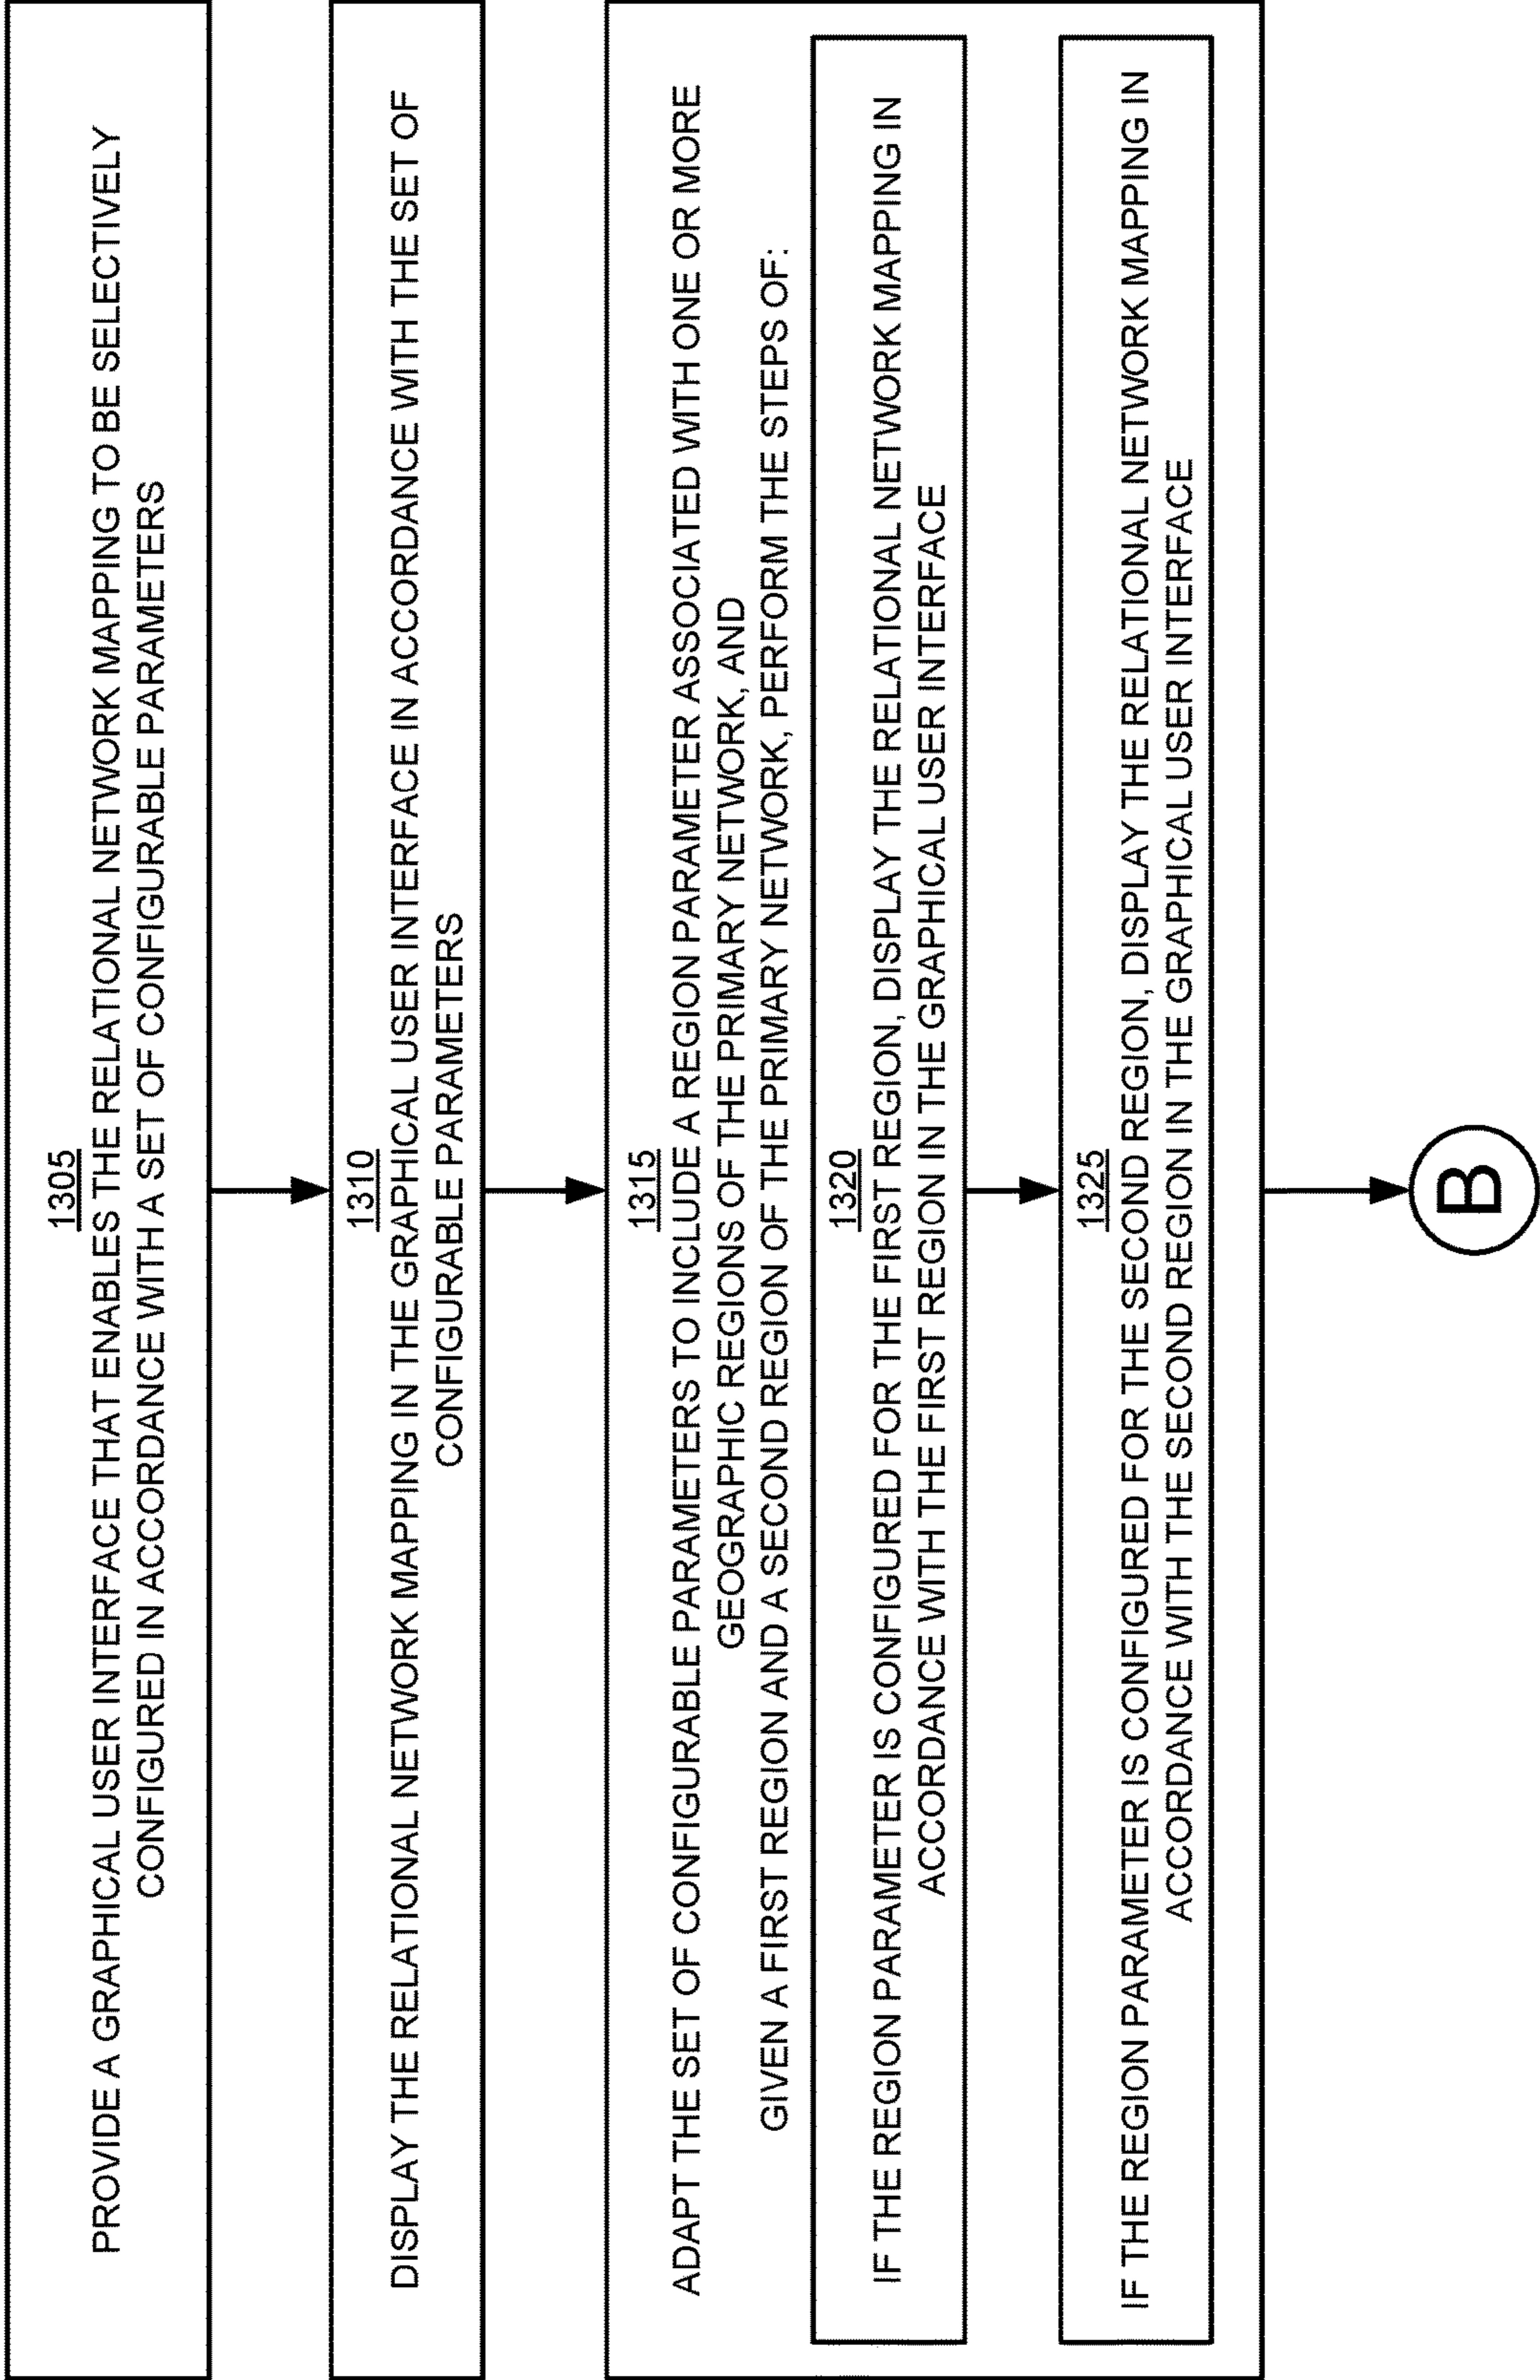 1305
PROVIDE A GRAPHICAL USER INTERFACE THAT ENABLES THE RELATIONAL NETWORK MAPPING TO BE SELECTIVELY
CONFIGURED IN ACCORDANCE WITH A SET OF CONFIGURABLE PARAMETERS
1310
DISPLAY THE RELATIONAL NETWORK MAPPING IN THE GRAPHICAL USER INTERFACE IN ACCORDANCE WITH THE SET OF
CONFIGURABLE PARAMETERS
1315
ADAPT THE SET OF CONFIGURABLE PARAMETERS TO INCLUDE A REGION PARAMETER ASSOCIATED WITH ONE OR MORE
GEOGRAPHIC REGIONS OF THE PRIMARY NETWORK, AND
GIVEN A FIRST REGION AND A SECOND REGION OF THE PRIMARY NETWORK, PERFORM THE STEPS OF:
1320
IF THE REGION PARAMETER IS CONFIGURED FOR THE FIRST REGION, DISPLAY THE RELATIONAL NETWORK MAPPING IN
ACCORDANCE WITH THE FIRST REGION IN THE GRAPHICAL USER INTERFACE
1325
IF THE REGION PARAMETER IS CONFIGURED FOR THE SECOND REGION, DISPLAY THE RELATIONAL NETWORK MAPPING IN
ACCORDANCE WITH THE SECOND REGION IN THE GRAPHICAL USER INTERFACE
B